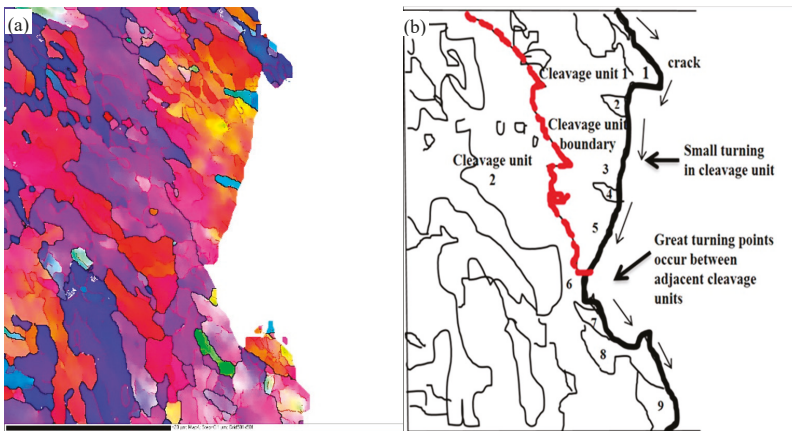 (a)
(b)
Cleavage unit 1
1
crack
2
Cleavage unit
boundary
Cleavage unit
2
Small turning
in cleavage unit
3
4
5
Great turning points
occur between
adjacent cleavage
units
6
7
8
9